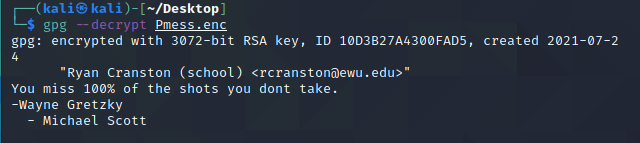 ┌──(kali㉿kali)-[~/Desktop]
└─$ gpg --decrypt Pmess.enc
gpg: encrypted with 3072-bit RSA key, ID 10D3B27A4300FAD5, created 2021-07-2
4
      "Ryan Cranston (school) <rcranston@ewu.edu>"
You miss 100% of the shots you dont take.
-Wayne Gretzky
  - Michael Scott